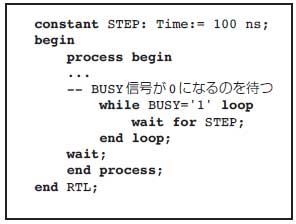 constant STEP: Time:= 100 ns;
begin
process begin
...
-- BUSY信号が0になるのを待つ
while BUSY='1' loop
wait for STEP;
end loop;
wait;
end process;
end RTL;